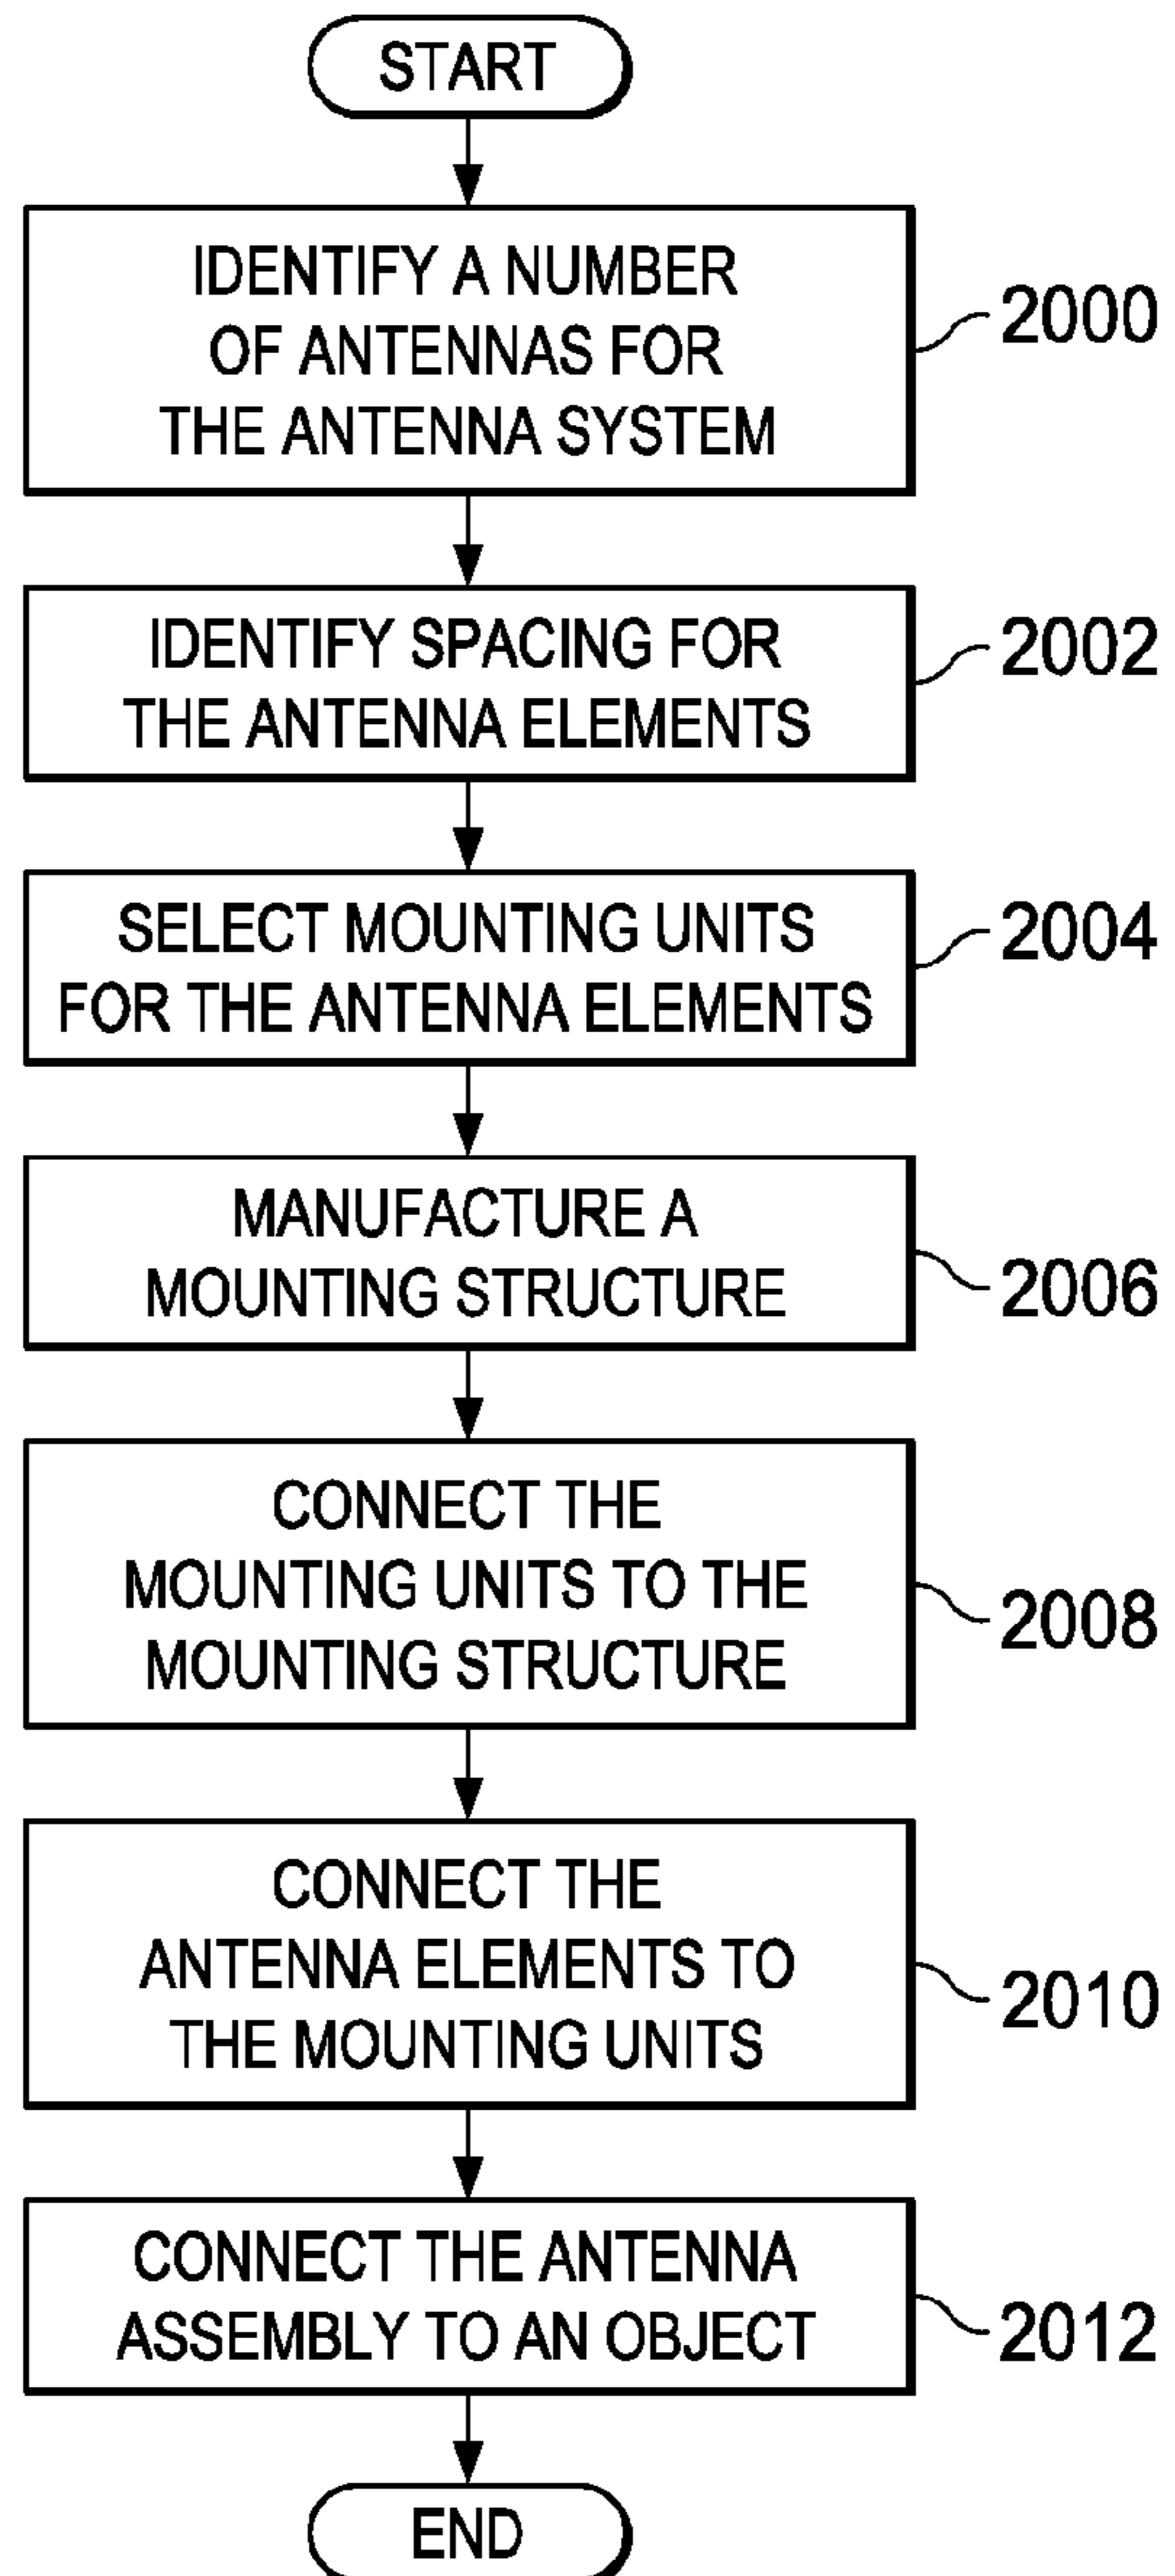 START
IDENTIFY A NUMBER
OF ANTENNAS FOR
THE ANTENNA SYSTEM
2000
IDENTIFY SPACING FOR
THE ANTENNA ELEMENTS
2002
SELECT MOUNTING UNITS
FOR THE ANTENNA ELEMENTS
2004
MANUFACTURE A
MOUNTING STRUCTURE
2006
CONNECT THE
MOUNTING UNITS TO THE
MOUNTING STRUCTURE
2008
CONNECT THE
ANTENNA ELEMENTS TO
THE MOUNTING UNITS
2010
CONNECT THE ANTENNA
ASSEMBLY TO AN OBJECT
2012
END